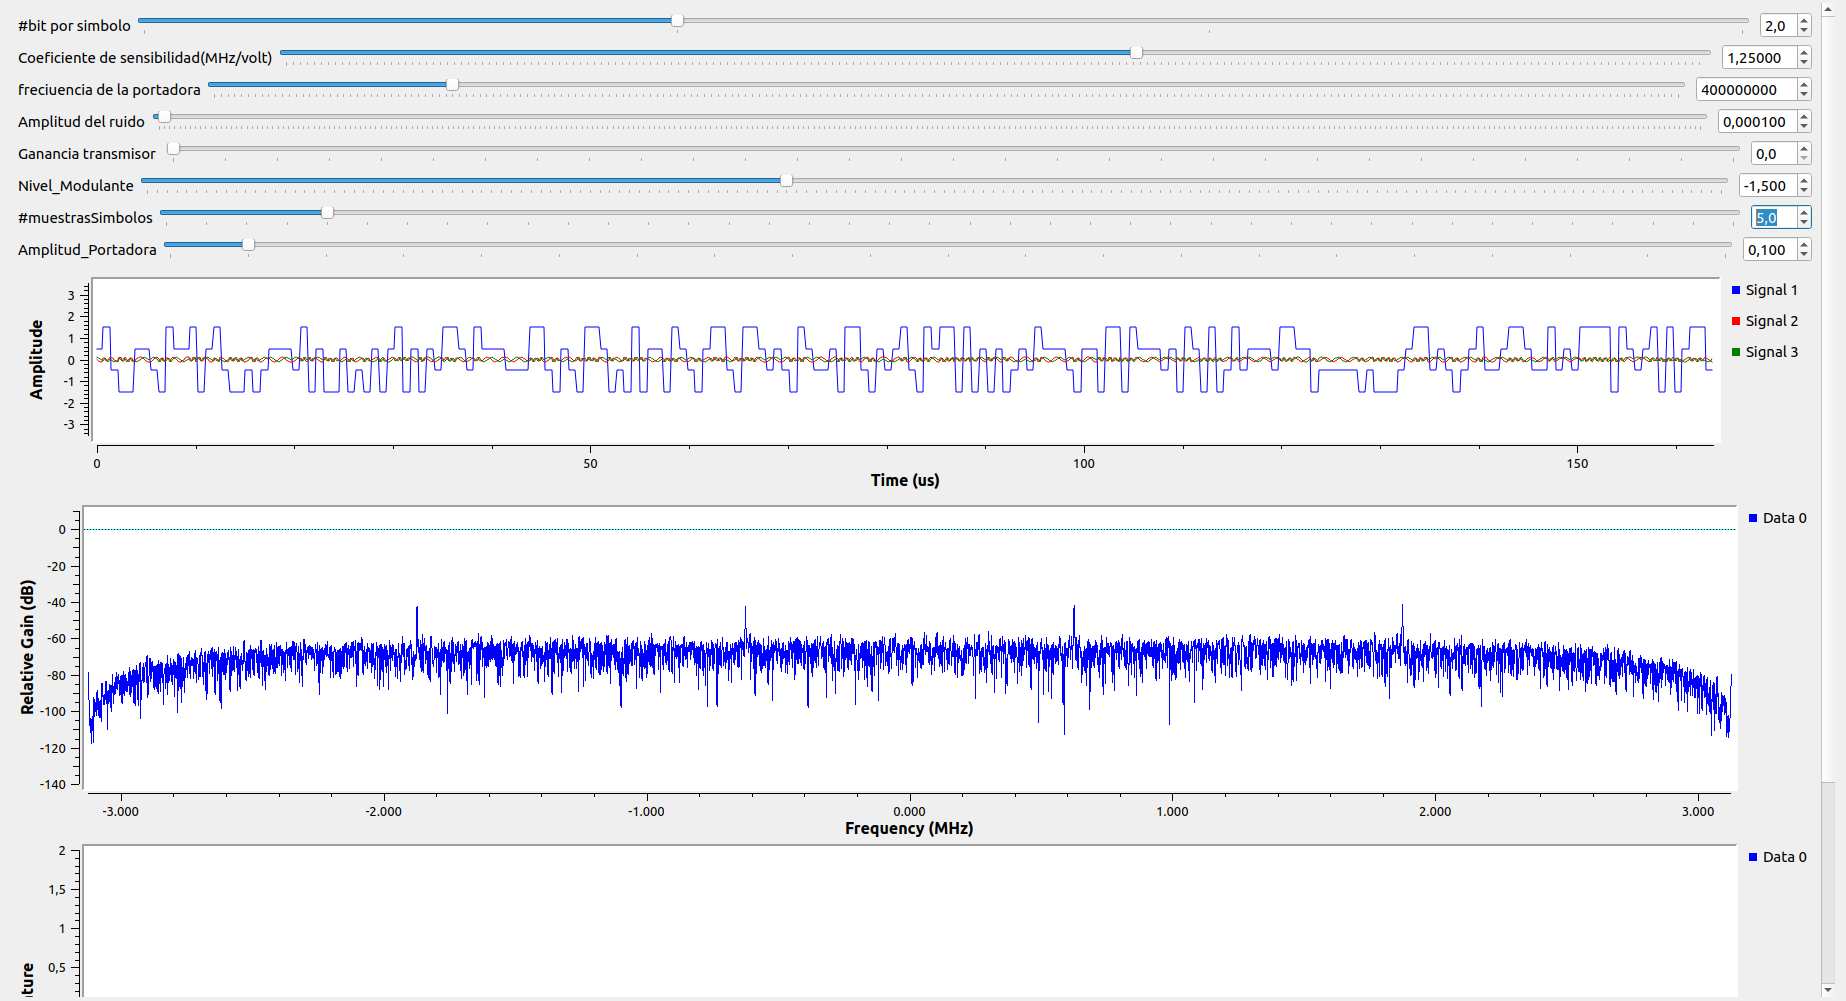 #bit por simbolo 2,0
Coeficiente de sensibilidad(MHz/volt) 1,25000
freciuencia de la portadora 400000000
Amplitud del ruido 0,000100
Ganancia transmisor 0,0
Nivel_Modulante -1,500
#muestrasSimbolos 5,0
Amplitud_Portadora 0,100
Amplitude
3
2
1
0
-1
-2
-3
0 50 100 150
Time (us)
Signal 1
Signal 2
Signal 3
Relative Gain (dB)
0
-20
-40
-60
-80
-100
-120
-140
-3.000 -2.000 -1.000 0.000 1.000 2.000 3.000
Frequency (MHz)
Data 0
2
1,5
1
0,5
Data 0